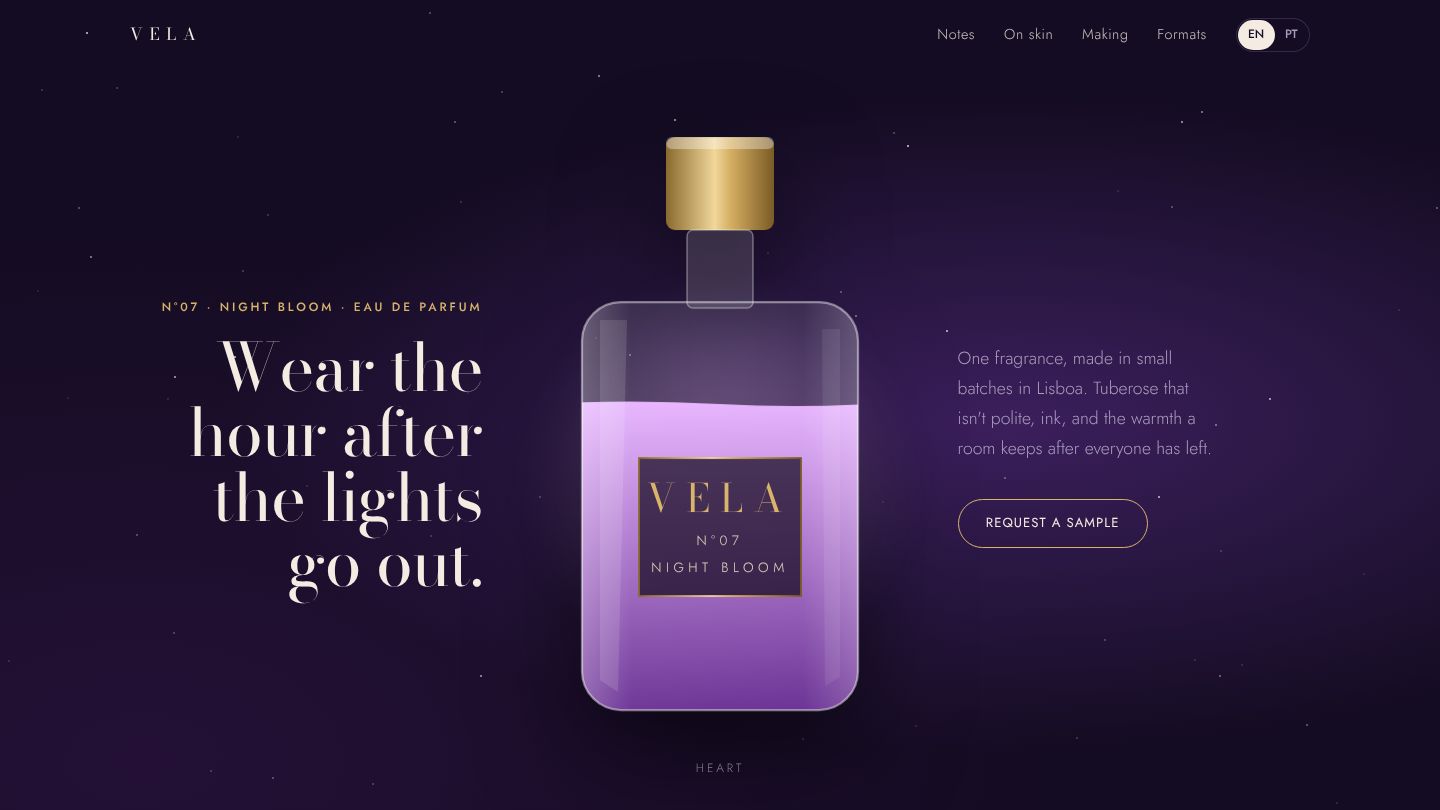 VELA
Notes
On skin
Making
Formats
EN
PT
N°07 · NIGHT BLOOM · EAU DE PARFUM
Wear the
hour after
the lights
go out.
VELA
N°07
NIGHT BLOOM
One fragrance, made in small
batches in Lisboa. Tuberose that
isn't polite, ink, and the warmth a
room keeps after everyone has left.
REQUEST A SAMPLE
HEART